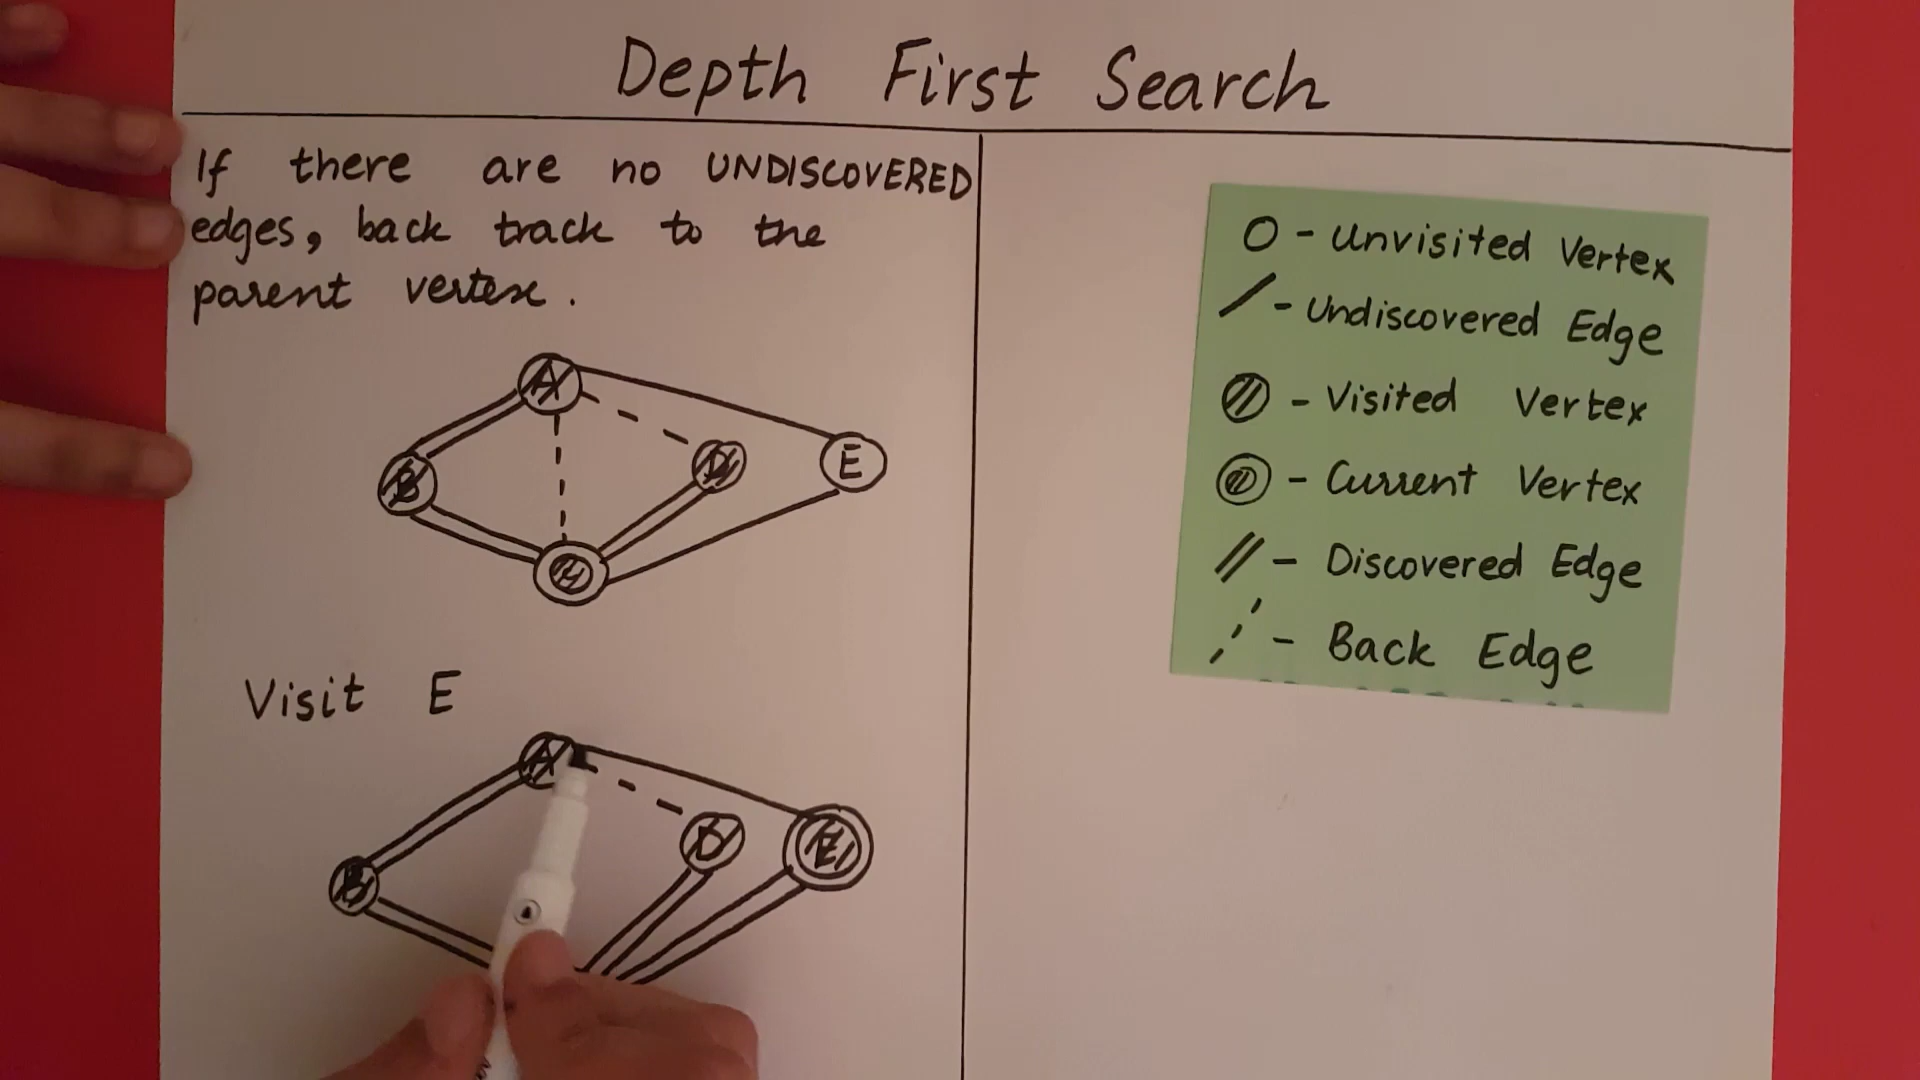 Depth First Search
If there are no UNDISCOVERED
edges, back track to the
parent vertex.
A
B
D
E
Visit E
A
B
D
E
O - Unvisited Vertex
/ - Undiscovered Edge
- Visited Vertex
- Current Vertex
// - Discovered Edge
- Back Edge